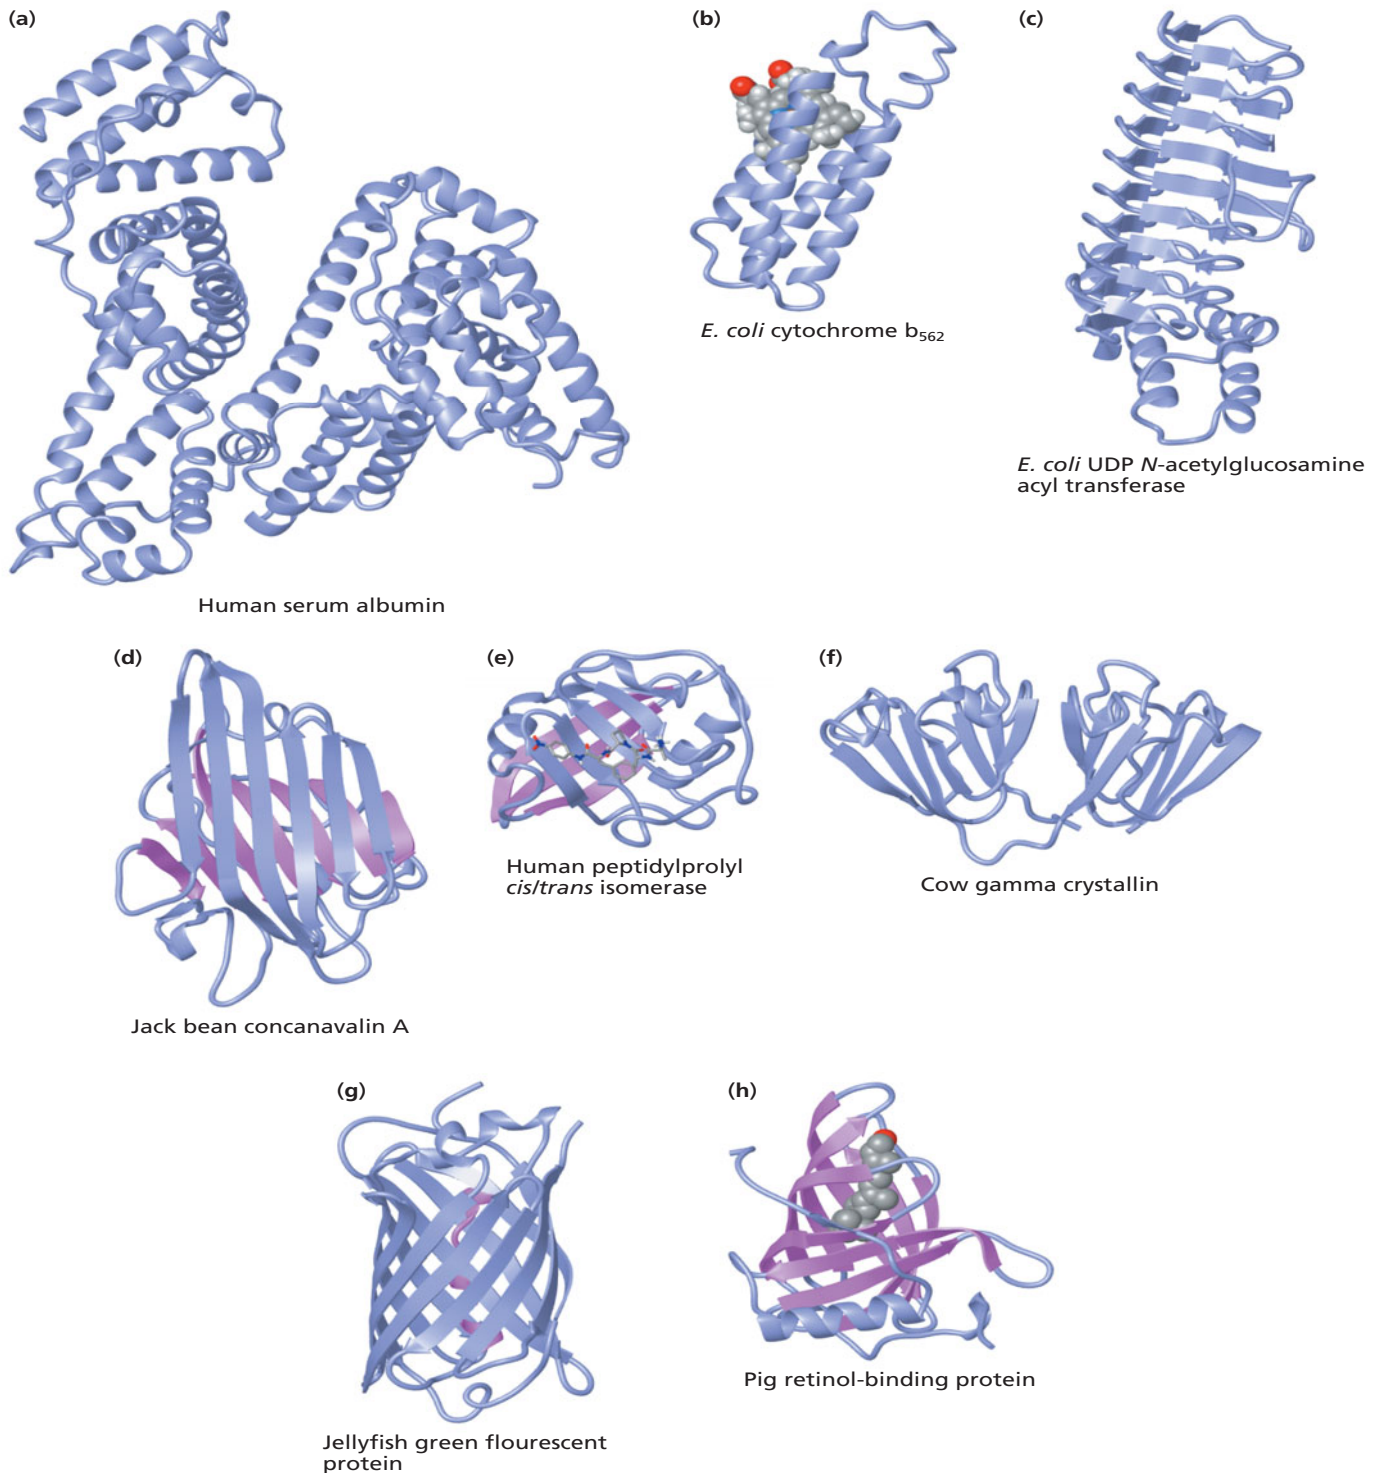 (a)
(b)
(c)
E. coli cytochrome b₅₆₂
E. coli UDP N-acetylglucosamine
acyl transferase
Human serum albumin
(d)
(e)
(f)
Human peptidylprolyl
cis/trans isomerase
Cow gamma crystallin
Jack bean concanavalin A
(g)
(h)
Pig retinol-binding protein
Jellyfish green flourescent
protein